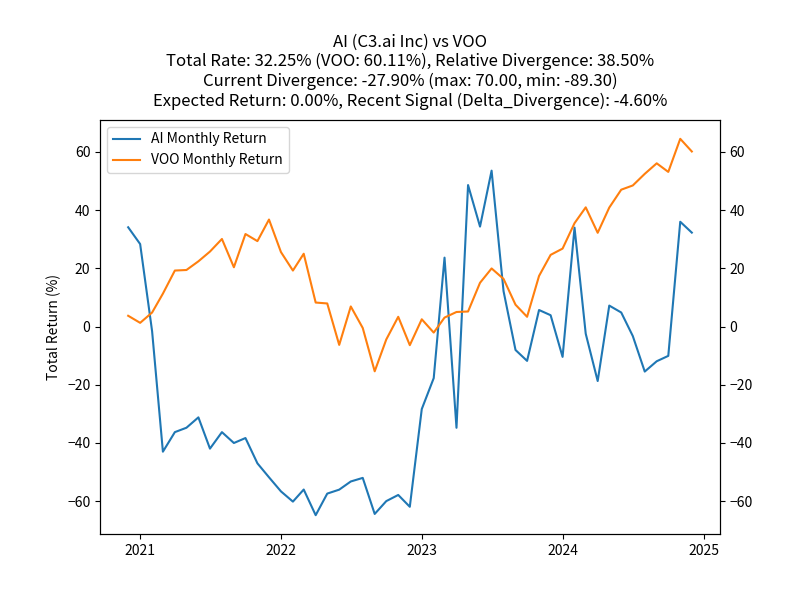 AI (C3.ai Inc) vs VOO
Total Rate: 32.25% (VOO: 60.11%), Relative Divergence: 38.50%
Current Divergence: -27.90% (max: 70.00, min: -89.30)
Expected Return: 0.00%, Recent Signal (Delta_Divergence): -4.60%
AI Monthly Return
VOO Monthly Return
Total Return (%)
60
40
20
0
−20
−40
−60
60
40
20
0
−20
−40
−60
2021 2022 2023 2024 2025